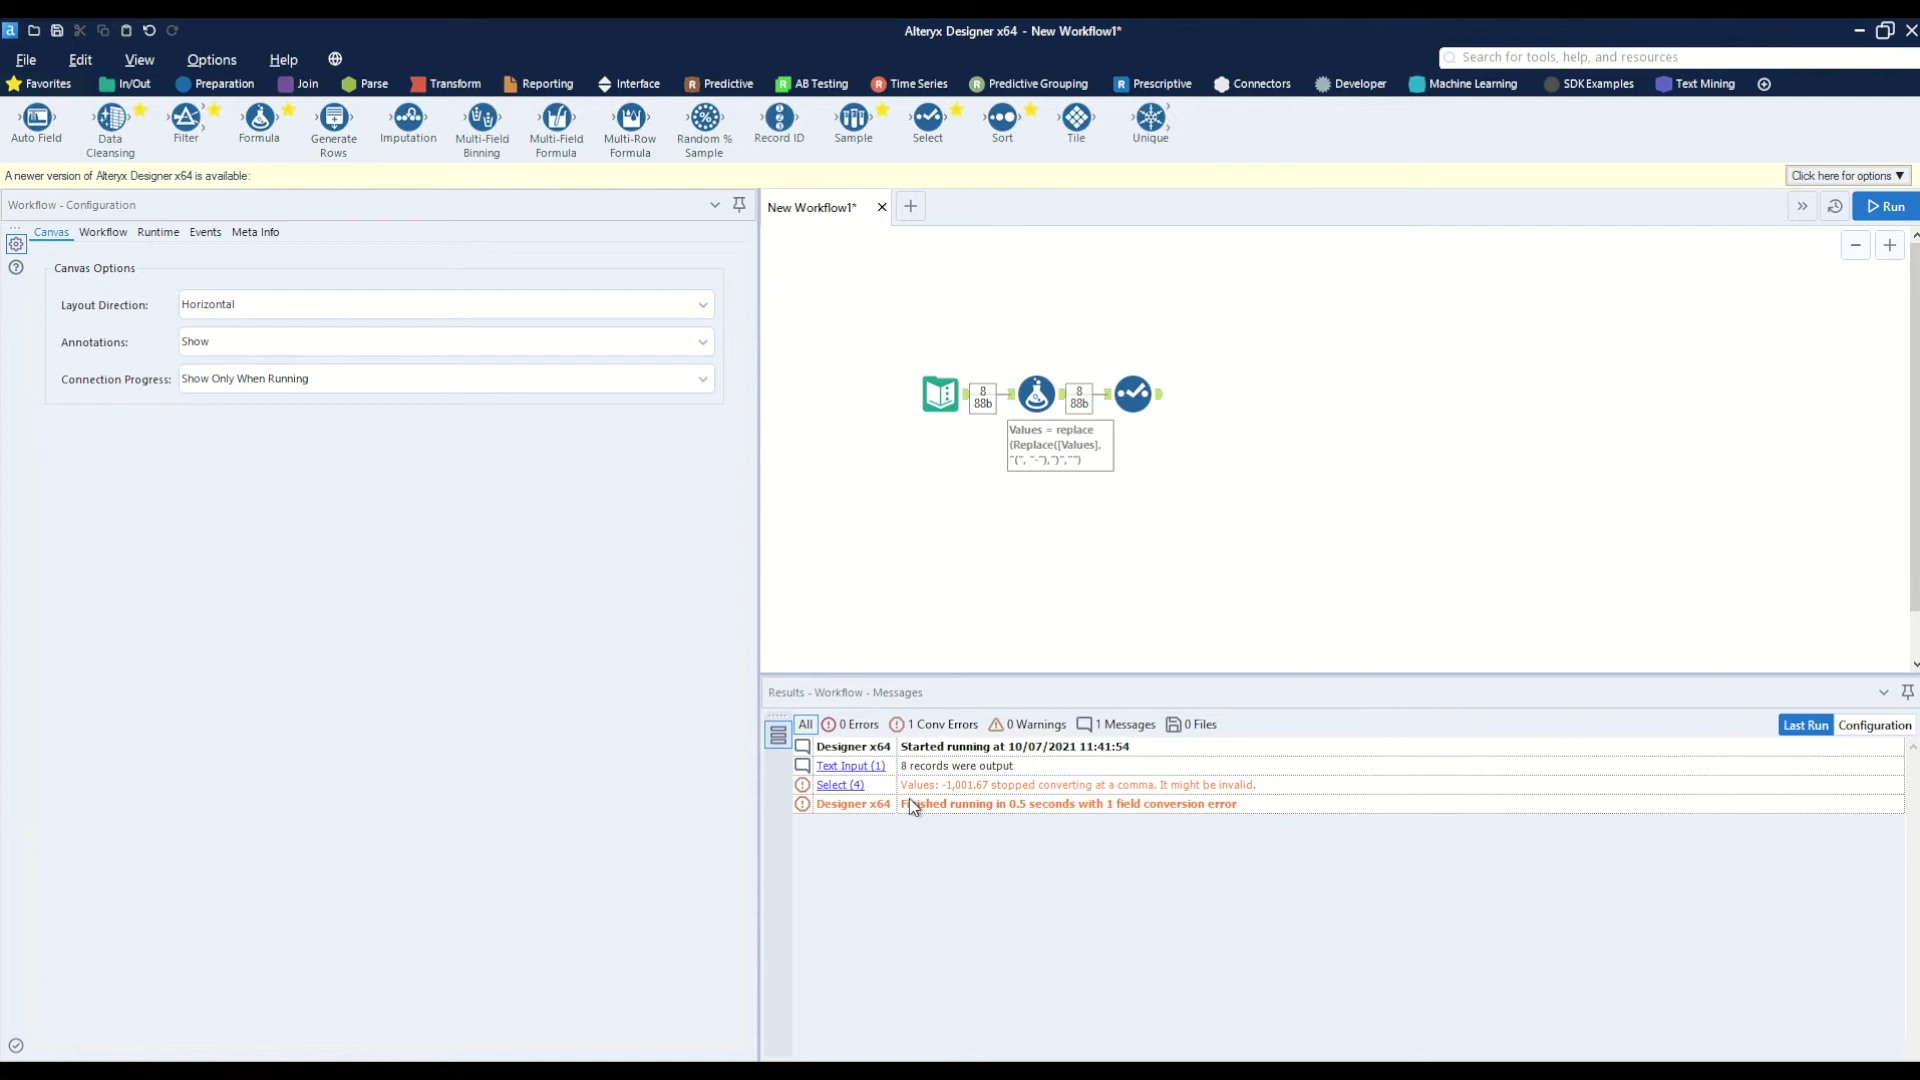 Alteryx Designer x64 - New Workflow1*
File Edit View Options Help
Search for tools, help, and resources
Favorites In/Out Preparation Join Parse Transform Reporting Interface Predictive AB Testing Time Series Predictive Grouping Prescriptive Connectors Developer Machine Learning SDKExamples Text Mining
Auto Field Data Filter Formula Generate Imputation Multi-Field Multi-Field Multi-Row Random % Record ID Sample Select Sort Tile Unique
Cleansing Rows Binning Formula Formula Sample
A newer version of Alteryx Designer x64 is available:
Click here for options
Workflow - Configuration
New Workflow1*
Run
Canvas Workflow Runtime Events Meta Info
Canvas Options
Layout Direction: Horizontal
Annotations: Show
Connection Progress: Show Only When Running
8
88b
8
88b
Values = replace
(Replace([Values],
"(", "-"),")","")
Results - Workflow - Messages
All 0 Errors 1 Conv Errors 0 Warnings 1 Messages 0 Files
Last Run Configuration
Designer x64 Started running at 10/07/2021 11:41:54
Text Input (1) 8 records were output
Select (4) Values: -1,001.67 stopped converting at a comma. It might be invalid.
Designer x64 Finished running in 0.5 seconds with 1 field conversion error